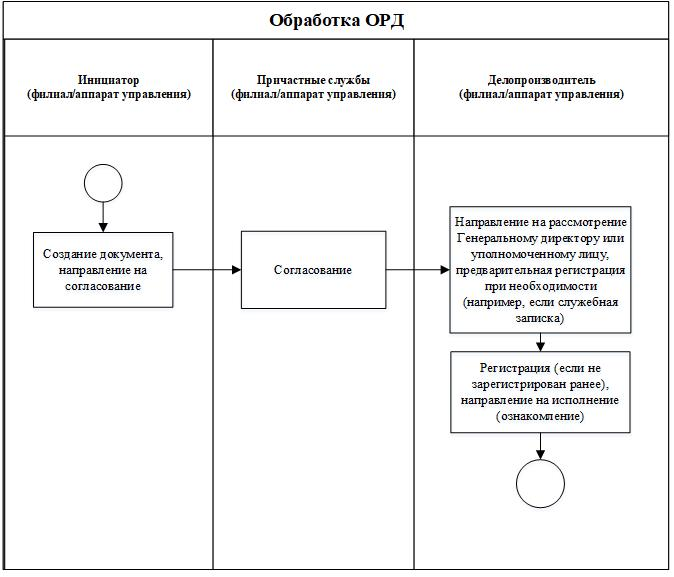 Обработка ОРД
Инициатор
(филиал/аппарат управления)
Причастные службы
(филиал/аппарат управления)
Делопроизводитель
(филиал/аппарат управления)
Создание документа,
направление на
согласование
Согласование
Направление на рассмотрение
Генеральному директору или
уполномоченному лицу,
предварительная регистрация
при необходимости
(например, если служебная
записка)
Регистрация (если не
зарегистрирован ранее),
направление на исполнение
(ознакомление)